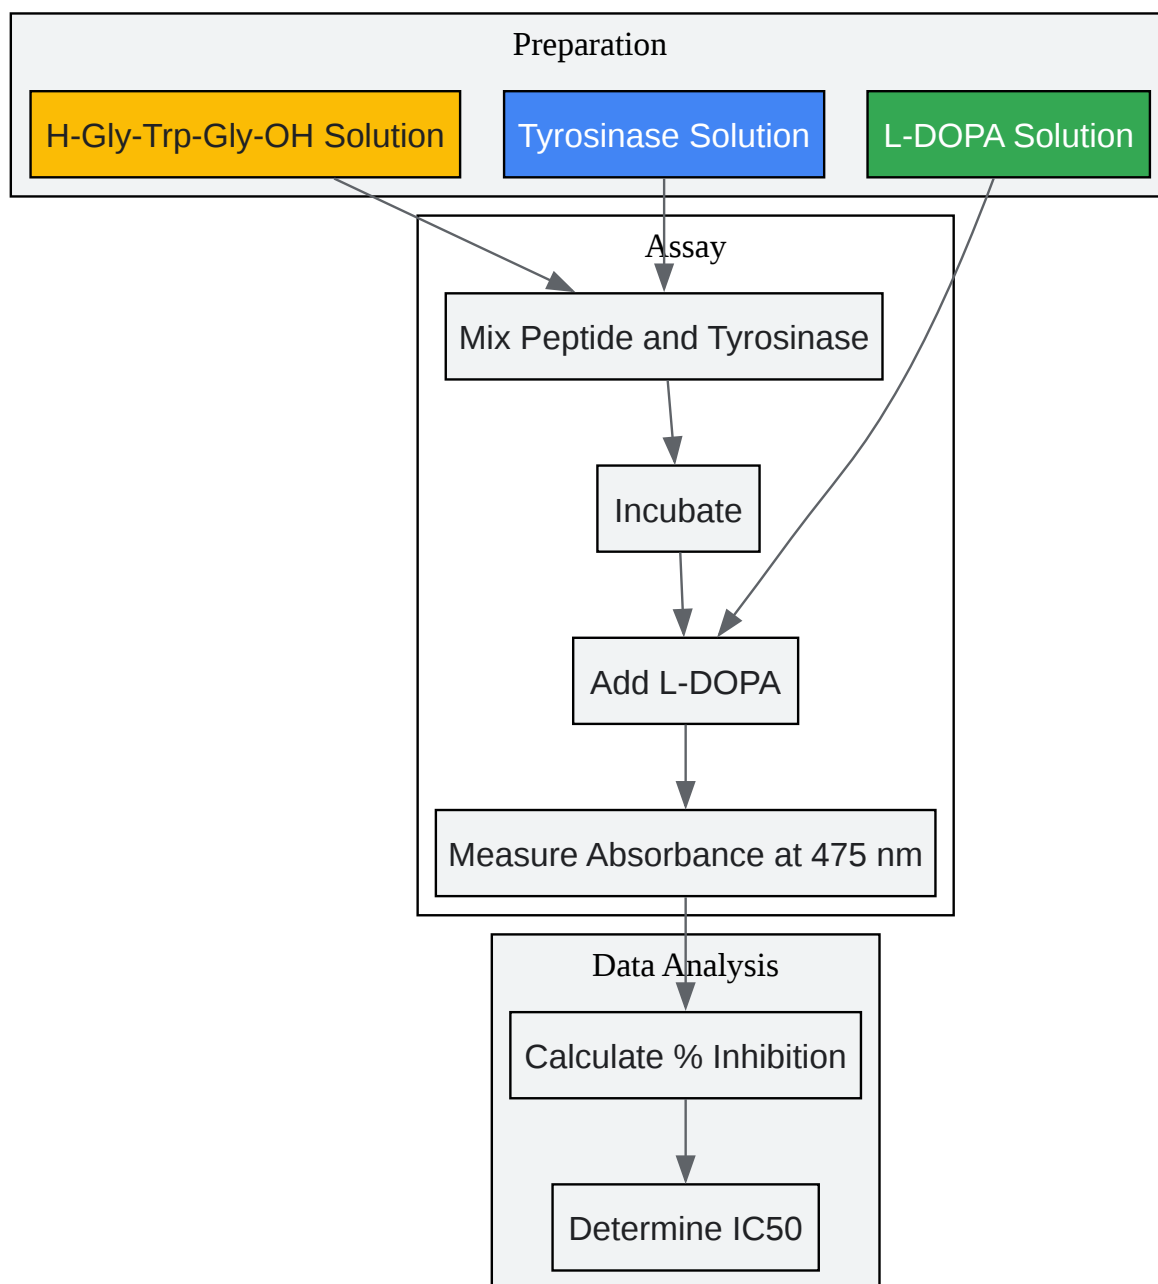 Preparation
H-Gly-Trp-Gly-OH Solution
Tyrosinase Solution
L-DOPA Solution
Assay
Mix Peptide and Tyrosinase
Incubate
Add L-DOPA
Measure Absorbance at 475 nm
Data Analysis
Calculate % Inhibition
Determine IC50